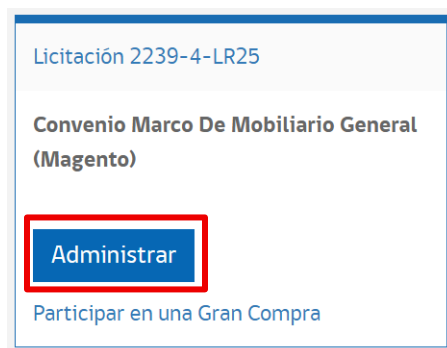 Licitación 2239-4-LR25
Convenio Marco De Mobiliario General
(Magento)
Administrar
Participar en una Gran Compra